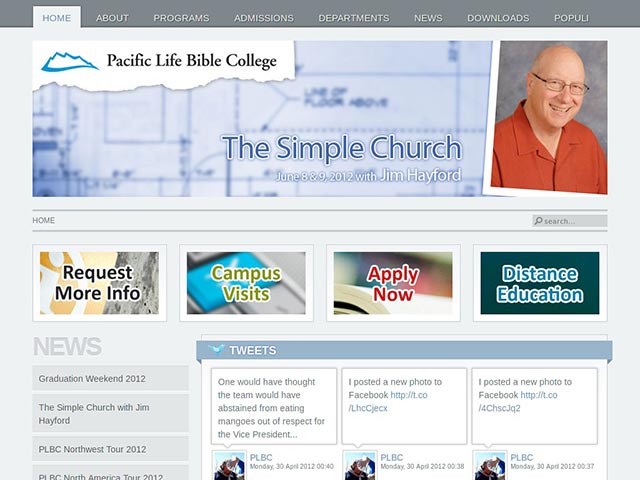 HOME ABOUT PROGRAMS ADMISSIONS DEPARTMENTS NEWS DOWNLOADS POPULI
Pacific Life Bible College
LINE OF
FLOOR ABOVE
The Simple Church
June 8 & 9, 2012 with Jim Hayford
HOME
search...
Request
More Info
Campus
Visits
Apply
Now
Distance
Education
NEWS
Graduation Weekend 2012
The Simple Church with Jim
Hayford
PLBC Northwest Tour 2012
PLBC North America Tour 2012
TWEETS
One would have thought
the team would have
abstained from eating
mangoes out of respect for
the Vice President...
PLBC
Monday, 30 April 2012 00:40
I posted a new photo to
Facebook http://t.co
/LhcCjecx
PLBC
Monday, 30 April 2012 00:38
I posted a new photo to
Facebook http://t.co
/4ChscJq2
PLBC
Monday, 30 April 2012 00:37